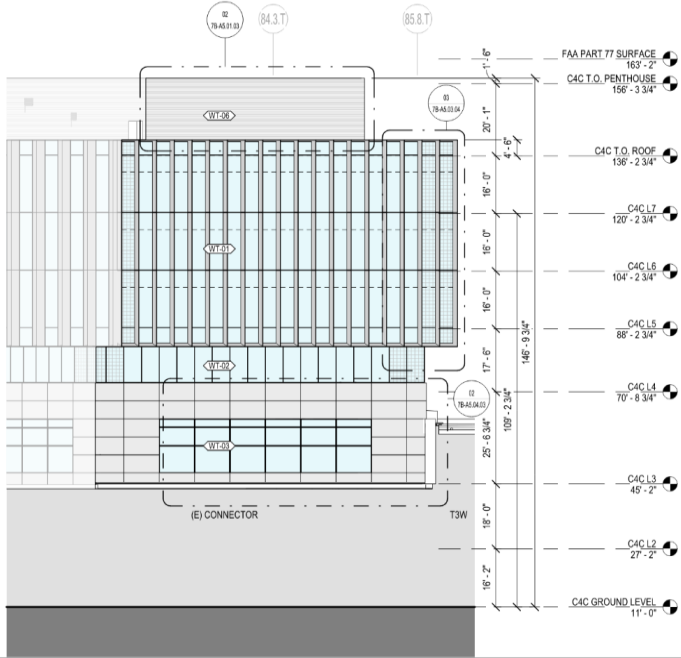 02
7B-A5.01.03
(84.3.T)
(85.8.T)
FAA PART 77 SURFACE
163' - 2"
1' - 6"
C4C T.O. PENTHOUSE
156' - 3 3/4"
03
7B-A5.03.04
WT-06
20' - 1"
4' - 6"
C4C T.O. ROOF
136' - 2 3/4"
16' - 0"
C4C L7
120' - 2 3/4"
WT-01
16' - 0"
C4C L6
104' - 2 3/4"
16' - 0"
C4C L5
88' - 2 3/4"
146' - 9 3/4"
WT-02
17' - 6"
C4C L4
70' - 8 3/4"
02
7B-A5.04.03
109' - 2 3/4"
WT-03
25' - 6 3/4"
C4C L3
45' - 2"
(E) CONNECTOR
T3W
18' - 0"
C4C L2
27' - 2"
16' - 2"
C4C GROUND LEVEL
11' - 0"